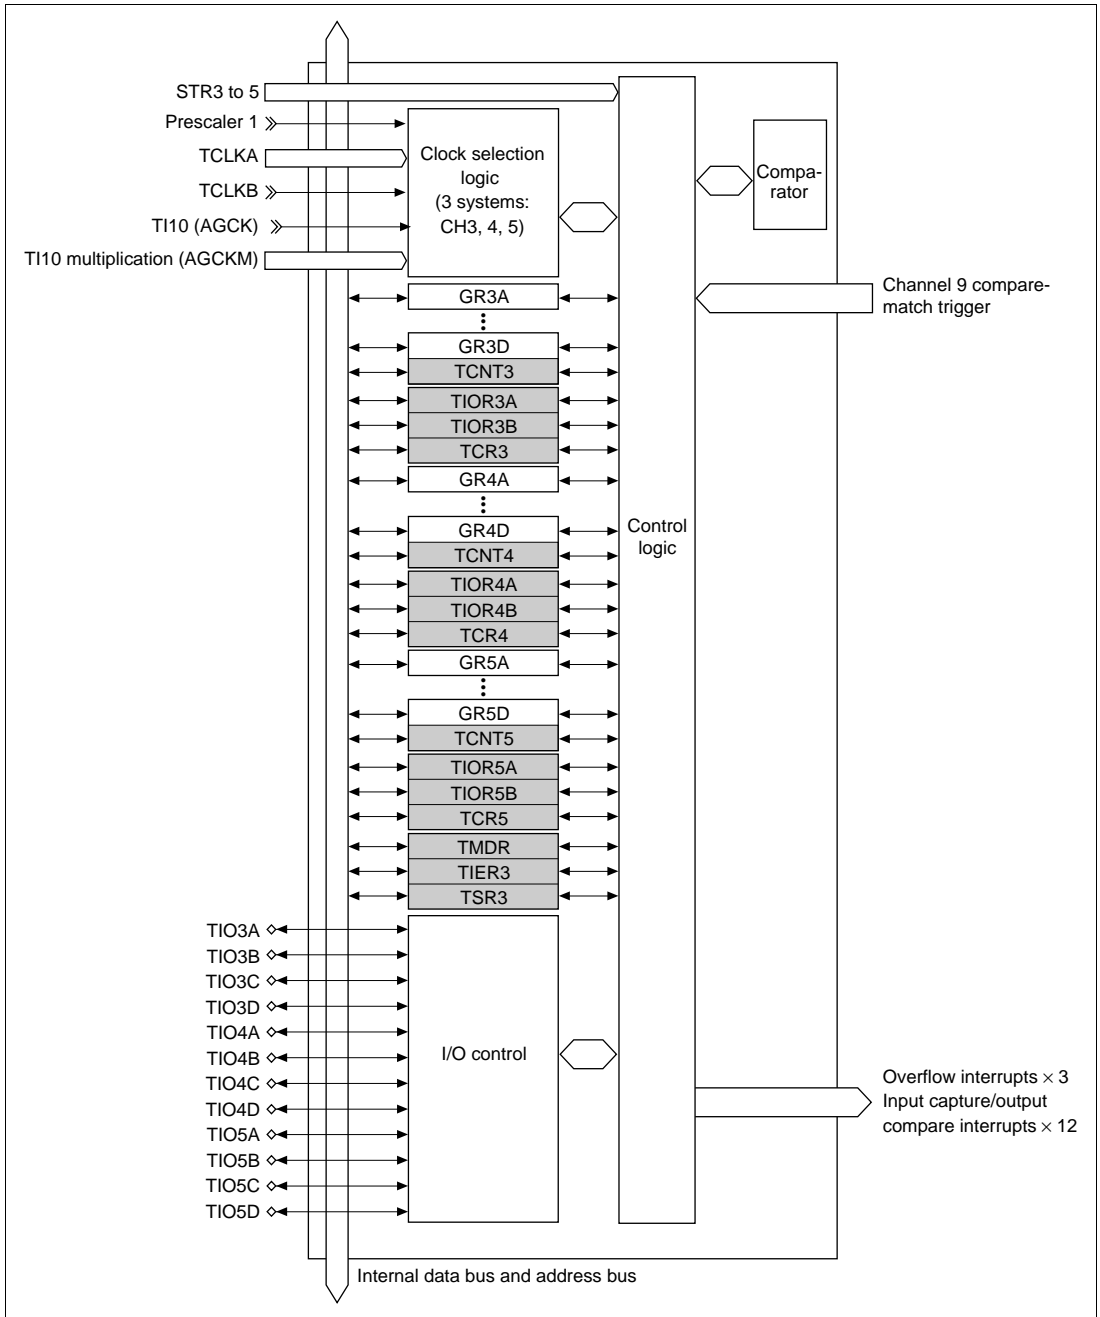 STR3 to 5
Prescaler 1
TCLKA
TCLKB
TI10 (AGCK)
TI10 multiplication (AGCKM)
Clock selection
logic
(3 systems:
CH3, 4, 5)
Compa-
rator
Channel 9 compare-
match trigger
GR3A
GR3D
TCNT3
TIOR3A
TIOR3B
TCR3
GR4A
GR4D
TCNT4
TIOR4A
TIOR4B
TCR4
GR5A
GR5D
TCNT5
TIOR5A
TIOR5B
TCR5
TMDR
TIER3
TSR3
Control
logic
TIO3A
TIO3B
TIO3C
TIO3D
TIO4A
TIO4B
TIO4C
TIO4D
TIO5A
TIO5B
TIO5C
TIO5D
I/O control
Overflow interrupts × 3
Input capture/output
compare interrupts × 12
Internal data bus and address bus